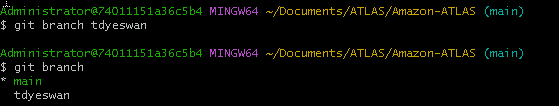 Administrator@74011151a36c5b4 MINGW64 ~/Documents/ATLAS/Amazon-ATLAS (main)
$ git branch tdyeswan
Administrator@74011151a36c5b4 MINGW64 ~/Documents/ATLAS/Amazon-ATLAS (main)
$ git branch
* main
tdyeswan